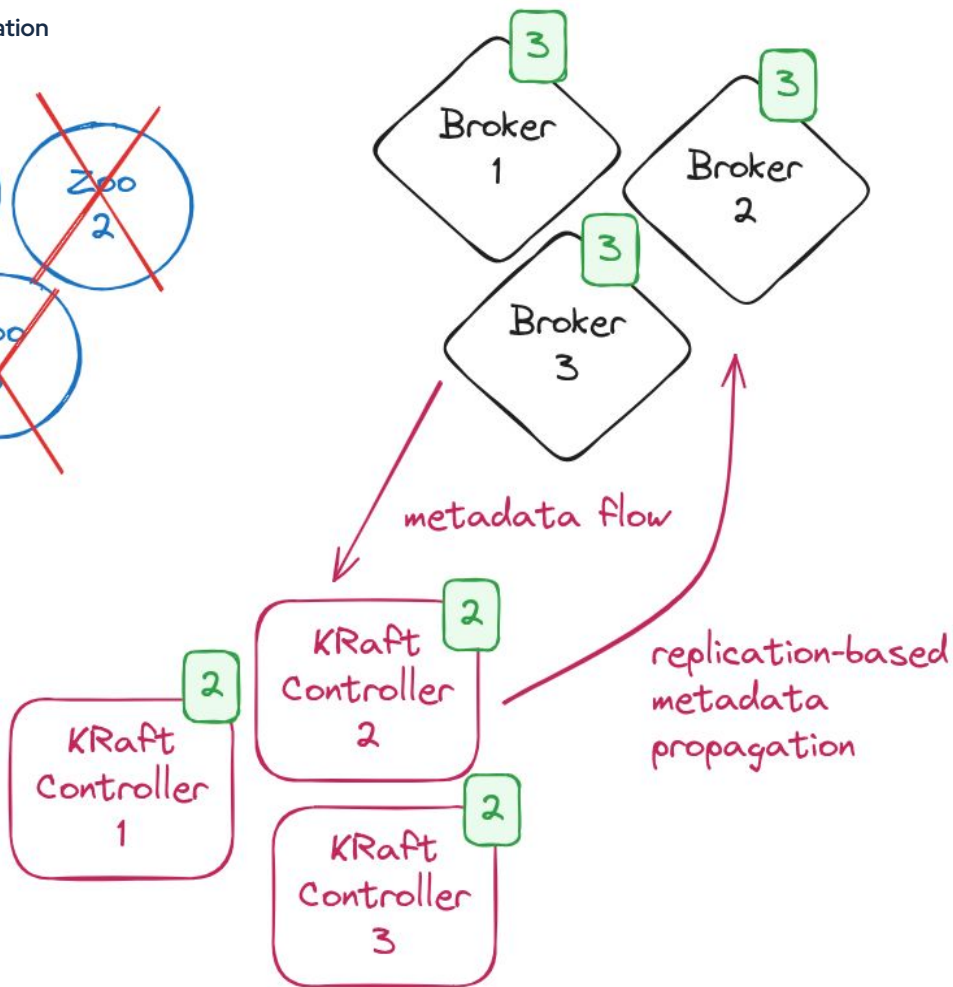 ation
3
Broker
1
3
Broker
2
3
Broker
3
Zoo
2
oo
metadata flow
replication-based
metadata
propagation
2
KRaft
Controller
2
2
KRaft
Controller
1
2
KRaft
Controller
3